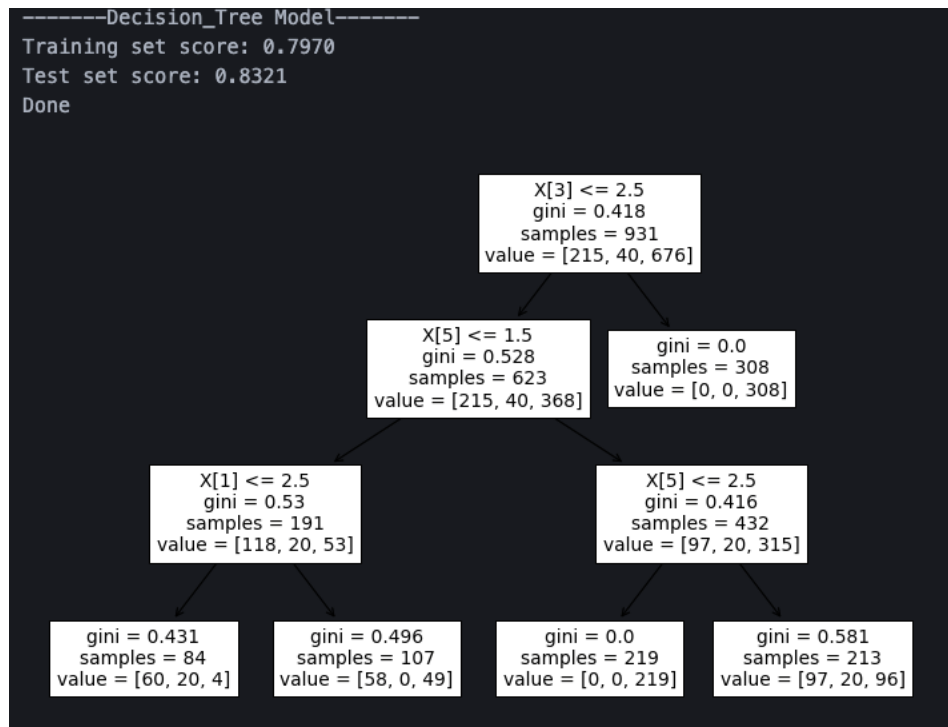 -------Decision_Tree Model-------
Training set score: 0.7970
Test set score: 0.8321
Done
X[3] <= 2.5
gini = 0.418
samples = 931
value = [215, 40, 676]
X[5] <= 1.5
gini = 0.528
samples = 623
value = [215, 40, 368]
gini = 0.0
samples = 308
value = [0, 0, 308]
X[1] <= 2.5
gini = 0.53
samples = 191
value = [118, 20, 53]
X[5] <= 2.5
gini = 0.416
samples = 432
value = [97, 20, 315]
gini = 0.431
samples = 84
value = [60, 20, 4]
gini = 0.496
samples = 107
value = [58, 0, 49]
gini = 0.0
samples = 219
value = [0, 0, 219]
gini = 0.581
samples = 213
value = [97, 20, 96]